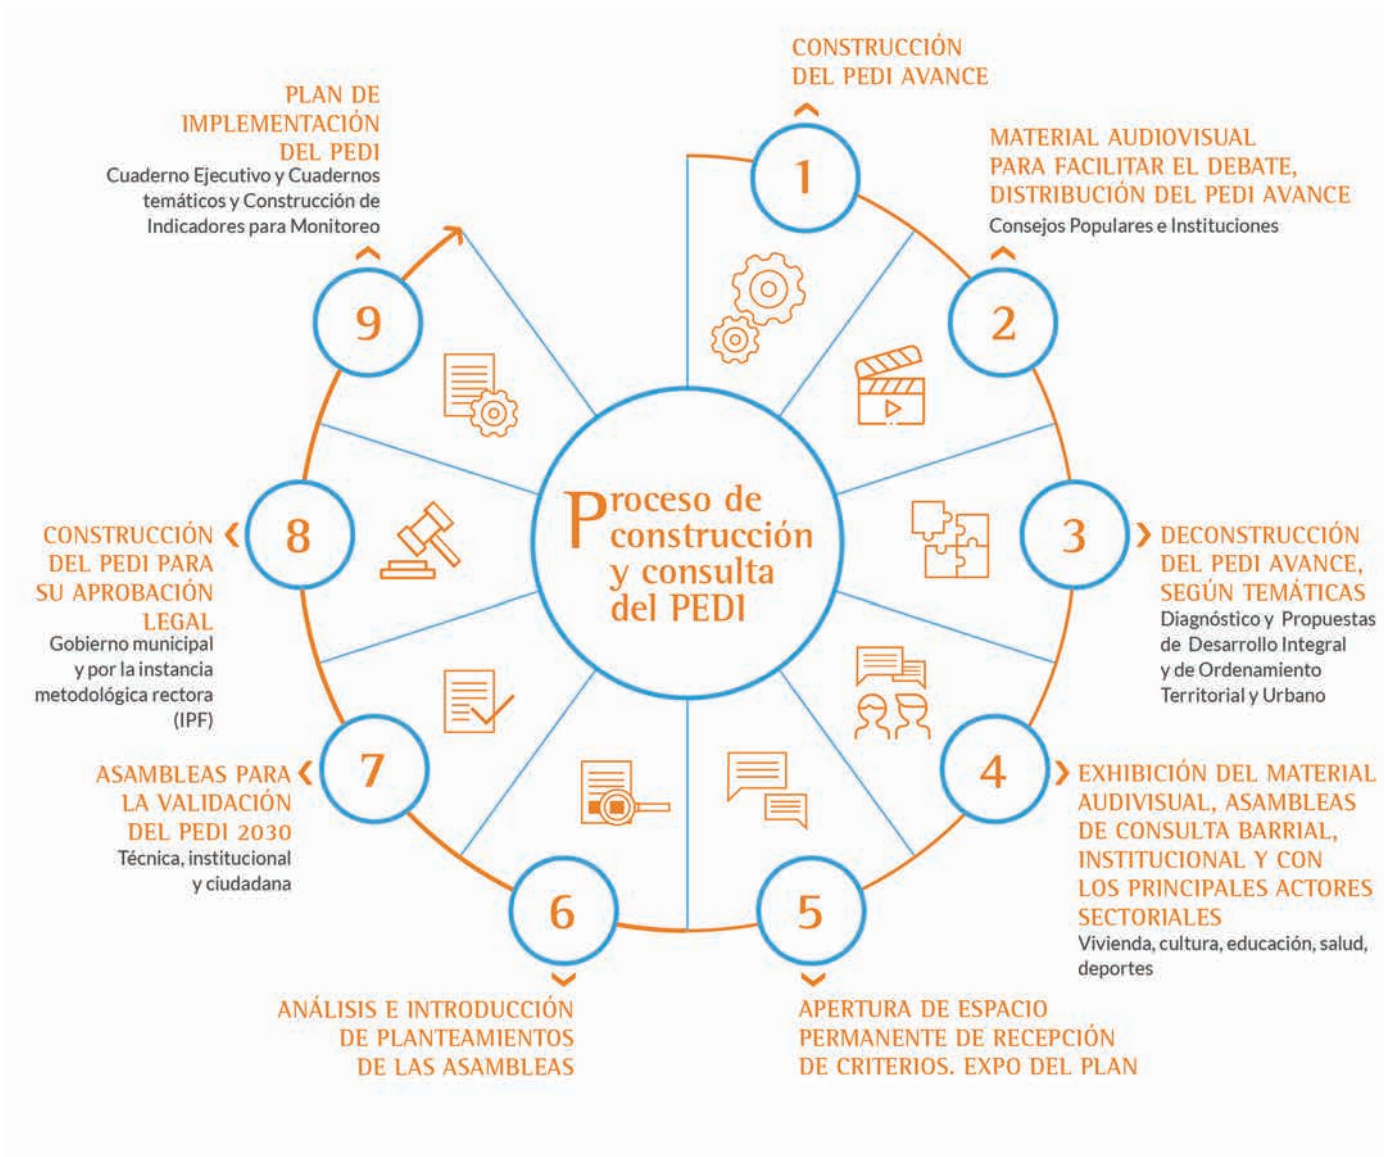 Proceso de
construcción
y consulta
del PEDI
1
CONSTRUCCIÓN
DEL PEDI AVANCE
2
MATERIAL AUDIOVISUAL
PARA FACILITAR EL DEBATE,
DISTRIBUCIÓN DEL PEDI AVANCE
Consejos Populares e Instituciones
3
DECONSTRUCCIÓN
DEL PEDI AVANCE,
SEGÚN TEMÁTICAS
Diagnóstico y Propuestas
de Desarrollo Integral
y de Ordenamiento
Territorial y Urbano
4
EXHIBICIÓN DEL MATERIAL
AUDIVISUAL, ASAMBLEAS
DE CONSULTA BARRIAL,
INSTITUCIONAL Y CON
LOS PRINCIPALES ACTORES
SECTORIALES
Vivienda, cultura, educación, salud,
deportes
5
APERTURA DE ESPACIO
PERMANENTE DE RECEPCIÓN
DE CRITERIOS. EXPO DEL PLAN
6
ANÁLISIS E INTRODUCCIÓN
DE PLANTEAMIENTOS
DE LAS ASAMBLEAS
7
ASAMBLEAS PARA
LA VALIDACIÓN
DEL PEDI 2030
Técnica, institucional
y ciudadana
8
CONSTRUCCIÓN
DEL PEDI PARA
SU APROBACIÓN
LEGAL
Gobierno municipal
y por la instancia
metodológica rectora
(IPF)
9
PLAN DE
IMPLEMENTACIÓN
DEL PEDI
Cuaderno Ejecutivo y Cuadernos
temáticos y Construcción de
Indicadores para Monitoreo